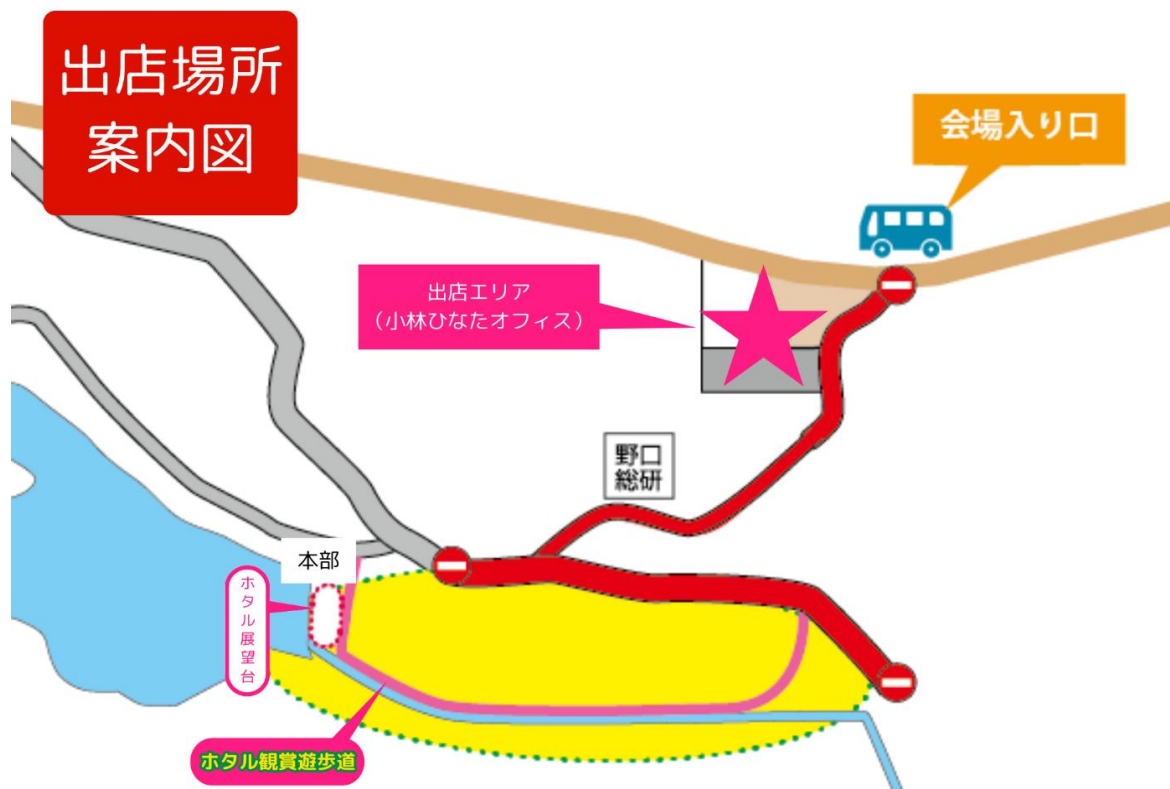 出店場所
案内図
会場入り口
出店エリア
（小林ひなたオフィス）
野口
総研
本部
ホタル展望台
ホタル観賞遊歩道